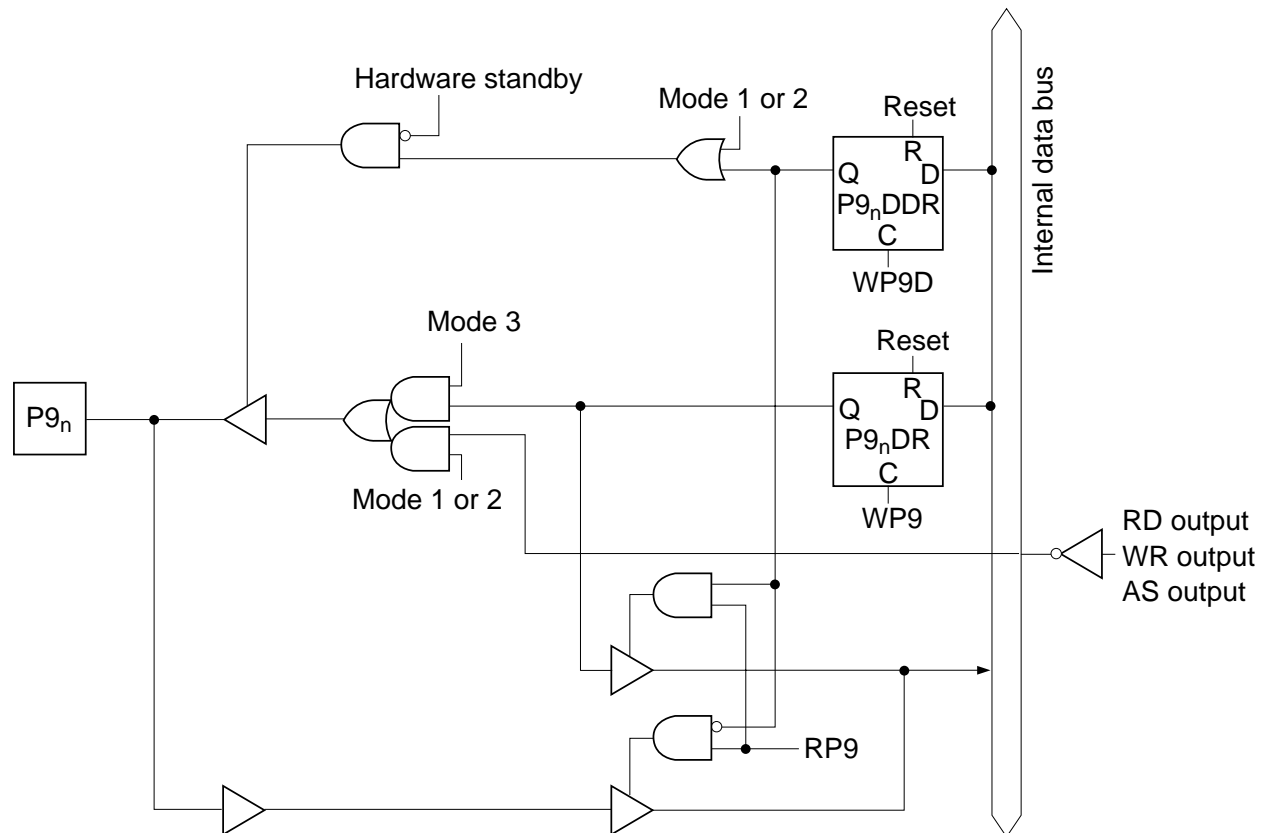 Hardware standby
Mode 1 or 2
Reset
R
Q
D
P9nDDR
C
WP9D
Internal data bus
Mode 3
Reset
R
Q
D
P9nDR
C
WP9
P9n
Mode 1 or 2
RD output
WR output
AS output
RP9